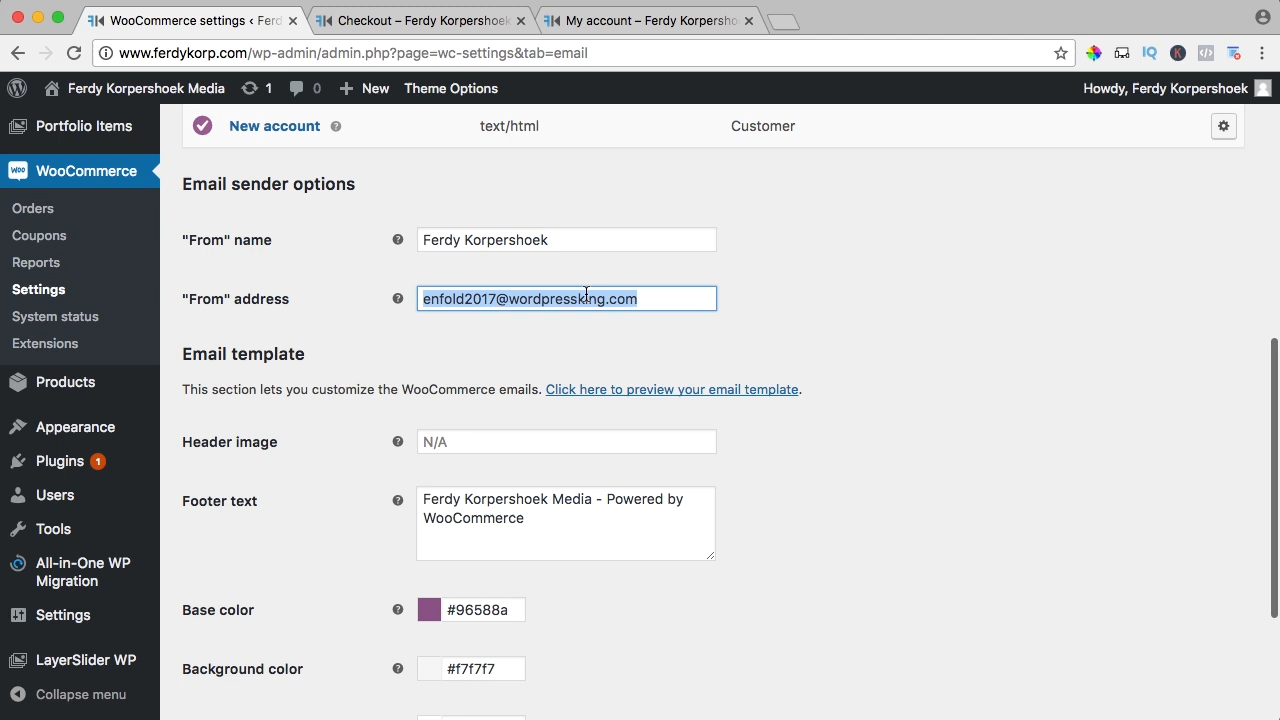 WooCommerce settings ‹ Ferd
Checkout – Ferdy Korpershoek
My account – Ferdy Korpersho
www.ferdykorp.com/wp-admin/admin.php?page=wc-settings&tab=email
Ferdy Korpershoek Media
1
0
New
Theme Options
Howdy, Ferdy Korpershoek
Portfolio Items
WooCommerce
Orders
Coupons
Reports
Settings
System status
Extensions
Products
Appearance
Plugins 1
Users
Tools
All-in-One WP
Migration
Settings
LayerSlider WP
Collapse menu
New account
text/html
Customer
Email sender options
"From" name
Ferdy Korpershoek
"From" address
enfold2017@wordpressking.com
Email template
This section lets you customize the WooCommerce emails. Click here to preview your email template.
Header image
N/A
Footer text
Ferdy Korpershoek Media - Powered by
WooCommerce
Base color
#96588a
Background color
#f7f7f7